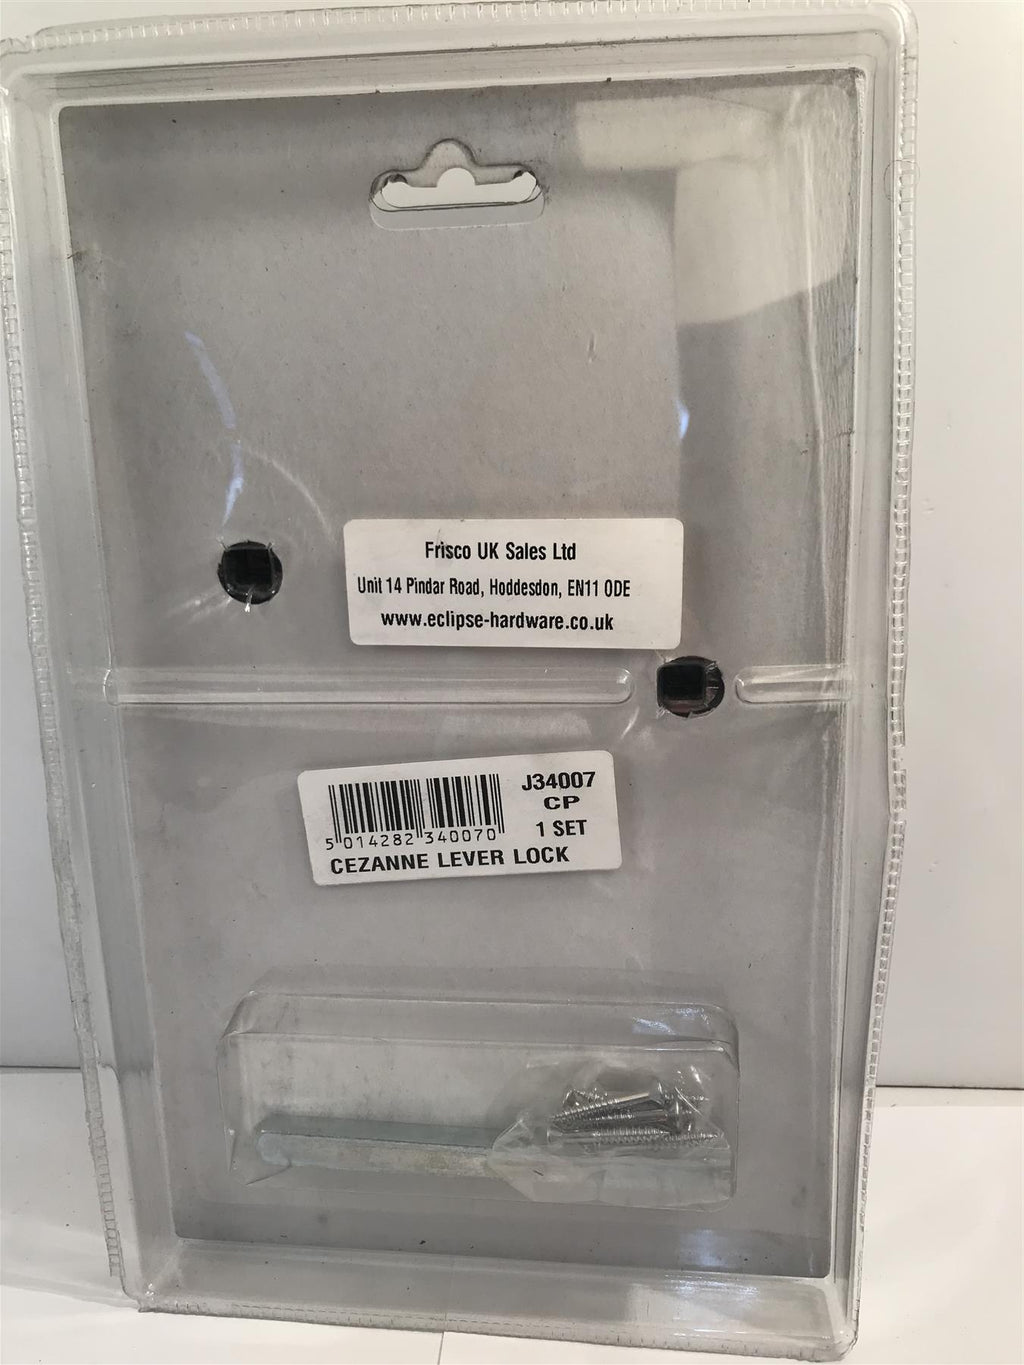 Frisco UK Sales Ltd
Unit 14 Pindar Road, Hoddesdon, EN11 0DE
www.eclipse-hardware.co.uk
J34007
CP
1 SET
5 014282 340070
CEZANNE LEVER LOCK